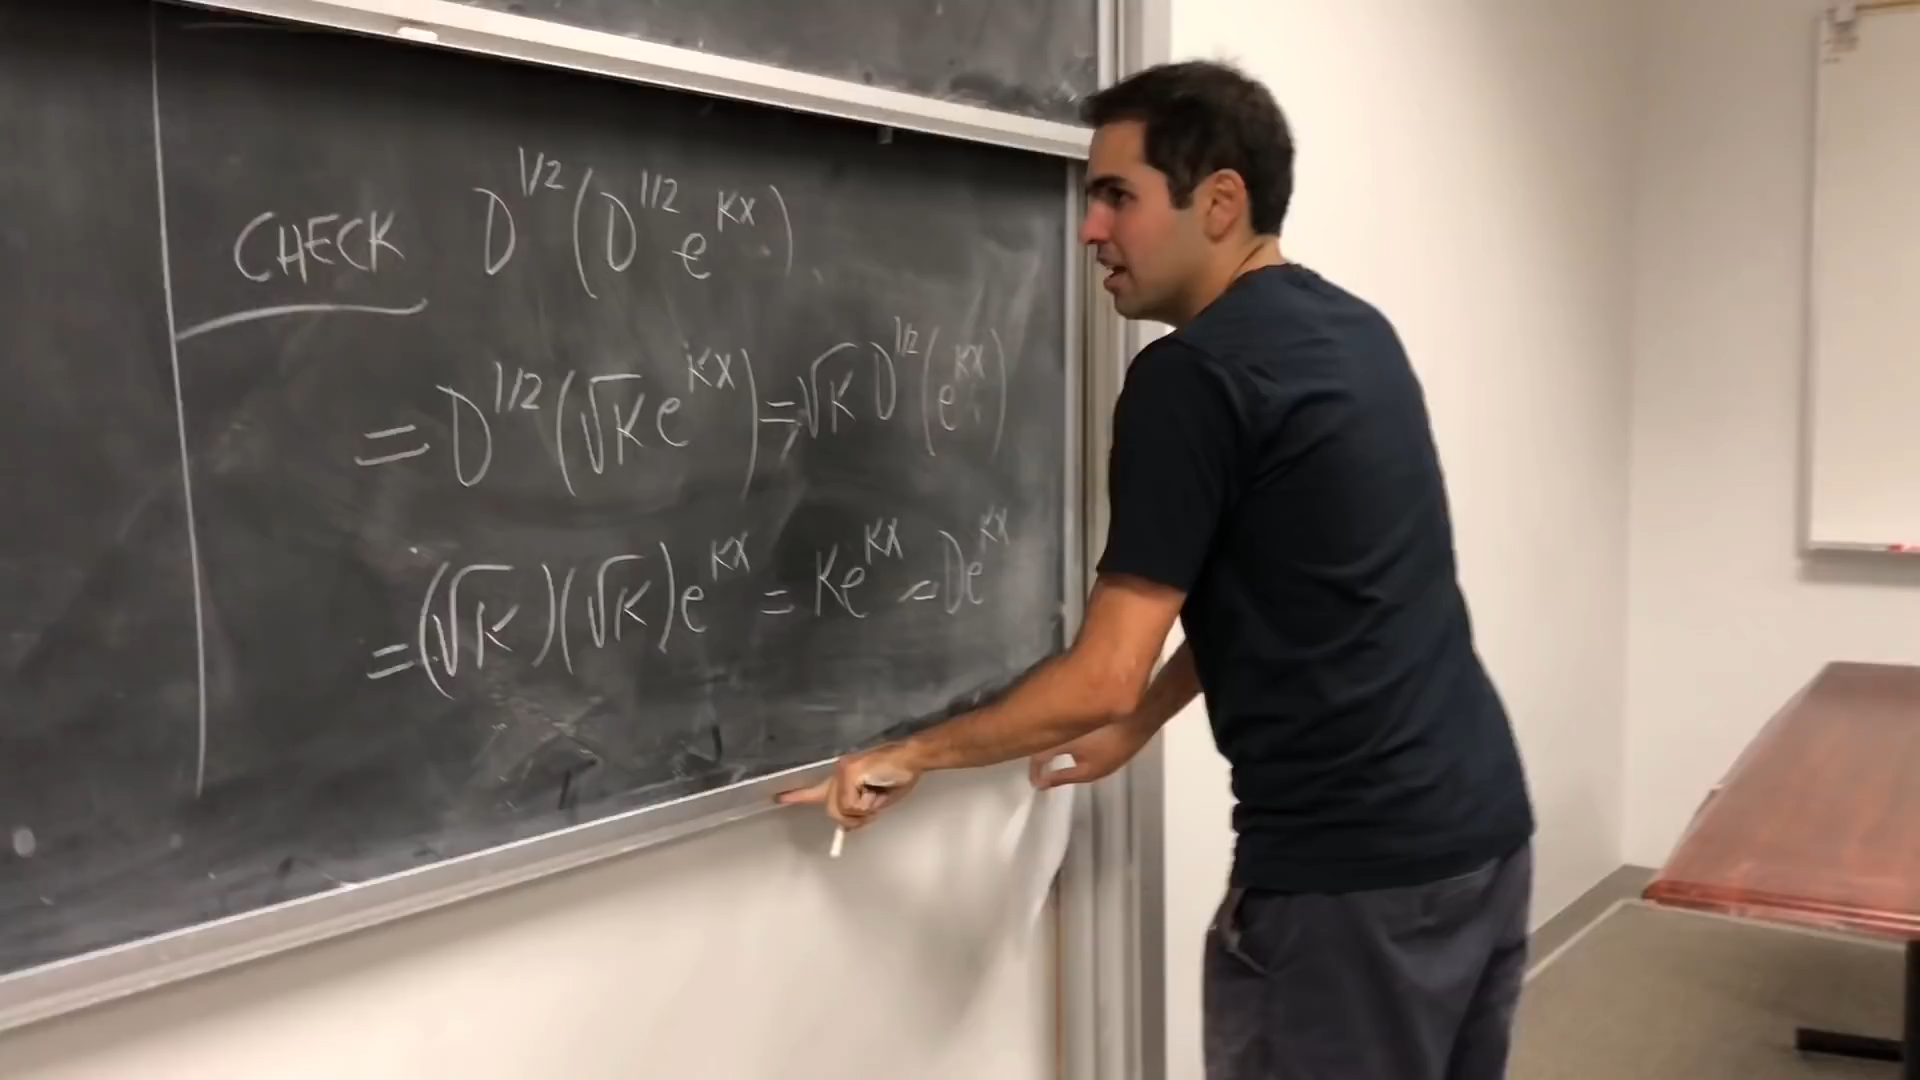 CHECK D^{1/2}(D^{1/2} e^{KX})
= D^{1/2}(√K e^{KX}) = √K D^{1/2}(e^{KX})
= (√K)(√K)e^{KX} = Ke^{KX} = De^{KX}